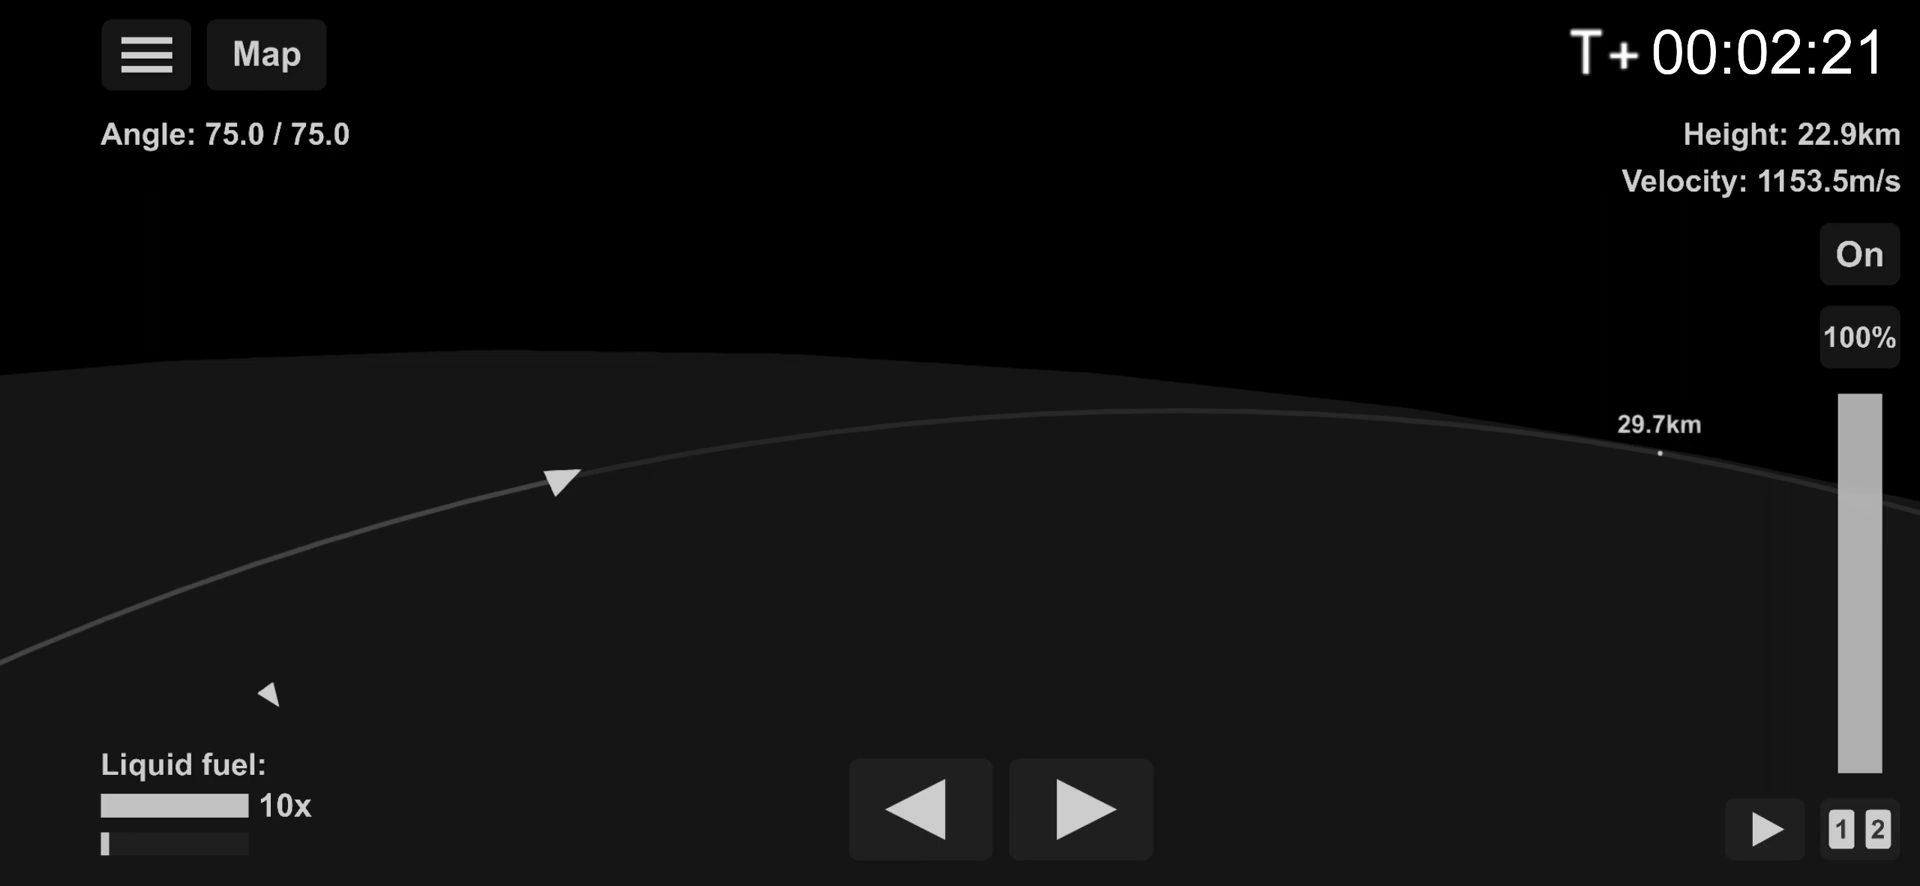 Map
T+ 00:02:21
Angle: 75.0 / 75.0
Height: 22.9km
Velocity: 1153.5m/s
On
100%
29.7km
Liquid fuel:
10x
1 2